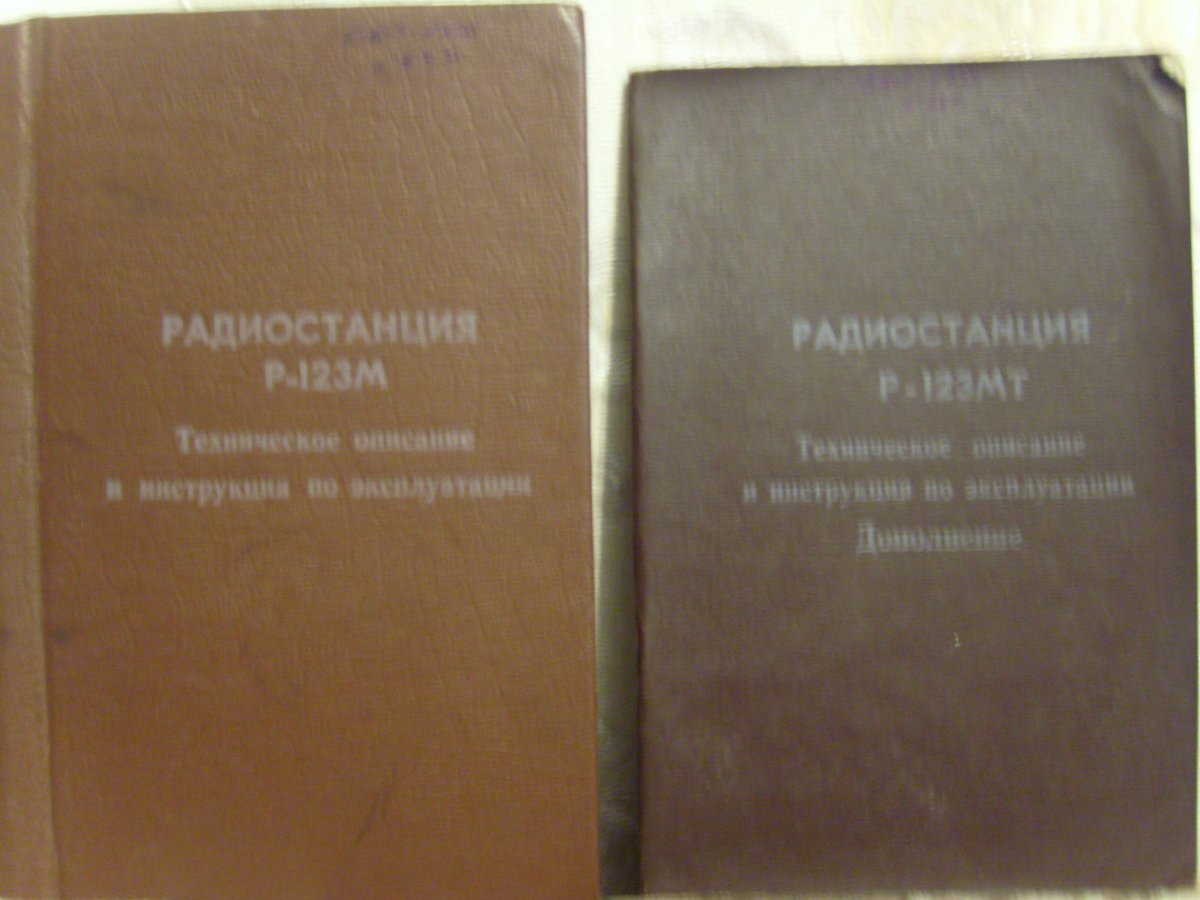 РАДИОСТАНЦИЯ
Р-123М
Техническое описание
и инструкция по эксплуатации
РАДИОСТАНЦИЯ
Р-123МТ
Техническое описание
и инструкция по эксплуатации
Дополнение